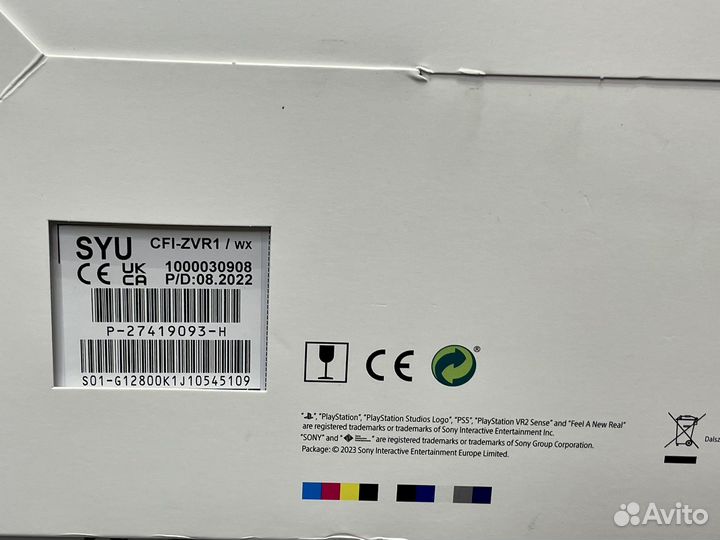 SYU CFI-ZVR1 / WX
CE UK CA 1000030908
P/D:08.2022
P-27419093-H
S01-G12800K1J10545109
CE
®
" ", "PlayStation", "PlayStation Studios Logo", "PS5", "PlayStation VR2 Sense" and "Feel A New Real"
are registered trademarks or trademarks of Sony Interactive Entertainment Inc.
"SONY" and " " are registered trademarks or trademarks of Sony Group Corporation.
Package: © 2023 Sony Interactive Entertainment Europe Limited.
Dalsz
Avito